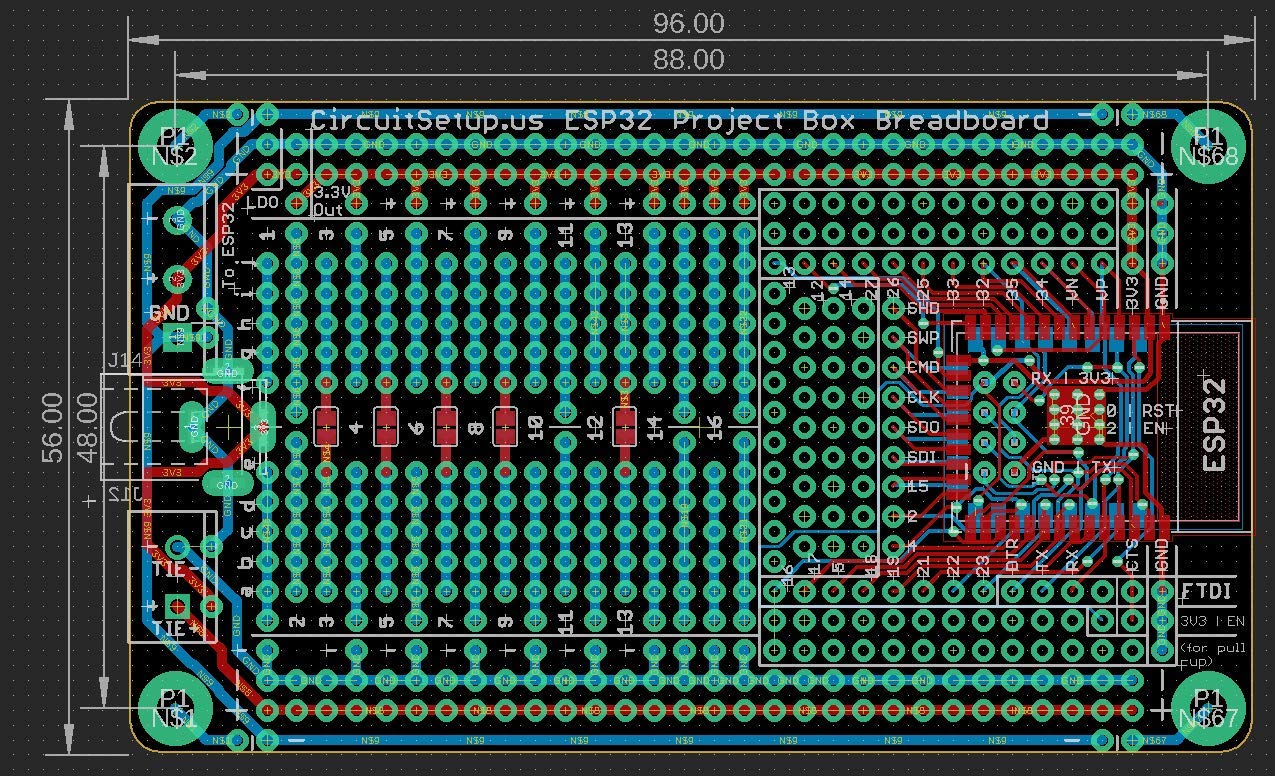 96.00
88.00
CircuitSetup.us ESP32 Project Box Breadboard
P1
N$2
P1
N$68
LDO
3.3V
Out
To ESP32
1 3 5 7 9 11 13
GND
J14
J15
56.00
48.00
4 6 8 10 12 14 16
2 3 5 7 9 11 13
j
i
h
g
f
e
d
c
b
a
13 12 14 27 26 25 33 32 35 34 VN VP 3V3 GND
SHD
SWP
CMD
CLK
SDO
SDI
15
2
4
RX | 3V3
39
GND
0 | RST
2 | EN
GND | TX
ESP32
16 17 5 18 19 21 22 23 DTR TX RX CTS GND
TIE-
TIE+
FTDI
3V3 | EN
(for pull
up)
P1
N$1
P1
N$67